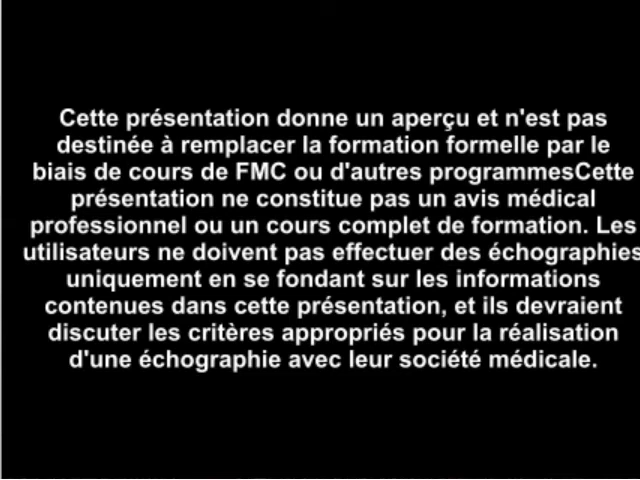 Cette présentation donne un aperçu et n'est pas
destinée à remplacer la formation formelle par le
biais de cours de FMC ou d'autres programmesCette
présentation ne constitue pas un avis médical
professionnel ou un cours complet de formation. Les
utilisateurs ne doivent pas effectuer des échographies
uniquement en se fondant sur les informations
contenues dans cette présentation, et ils devraient
discuter les critères appropriés pour la réalisation
d'une échographie avec leur société médicale.